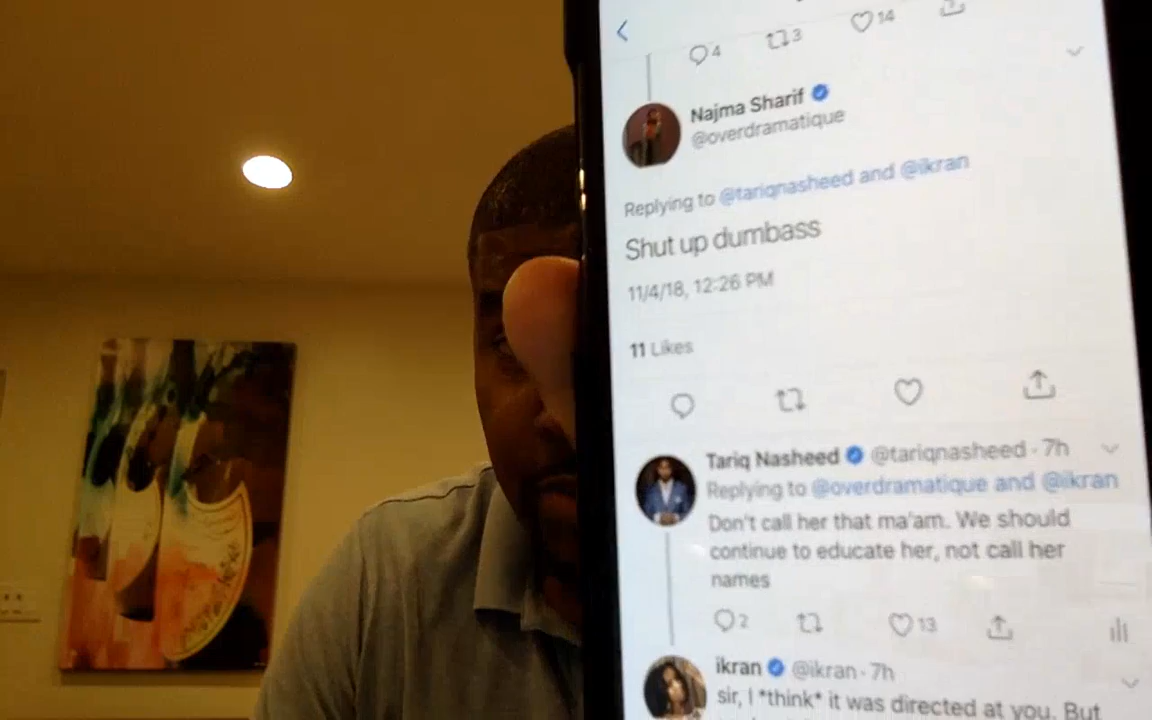 4 3 14
Najma Sharif
@overdramatique
Replying to @tariqnasheed and @ikran
Shut up dumbass
11/4/18, 12:26 PM
11 Likes
Tariq Nasheed @tariqnasheed · 7h
Replying to @overdramatique and @ikran
Don't call her that ma'am. We should
continue to educate her, not call her
names
2 13
ikran @ikran · 7h
sir, I *think* it was directed at you. But